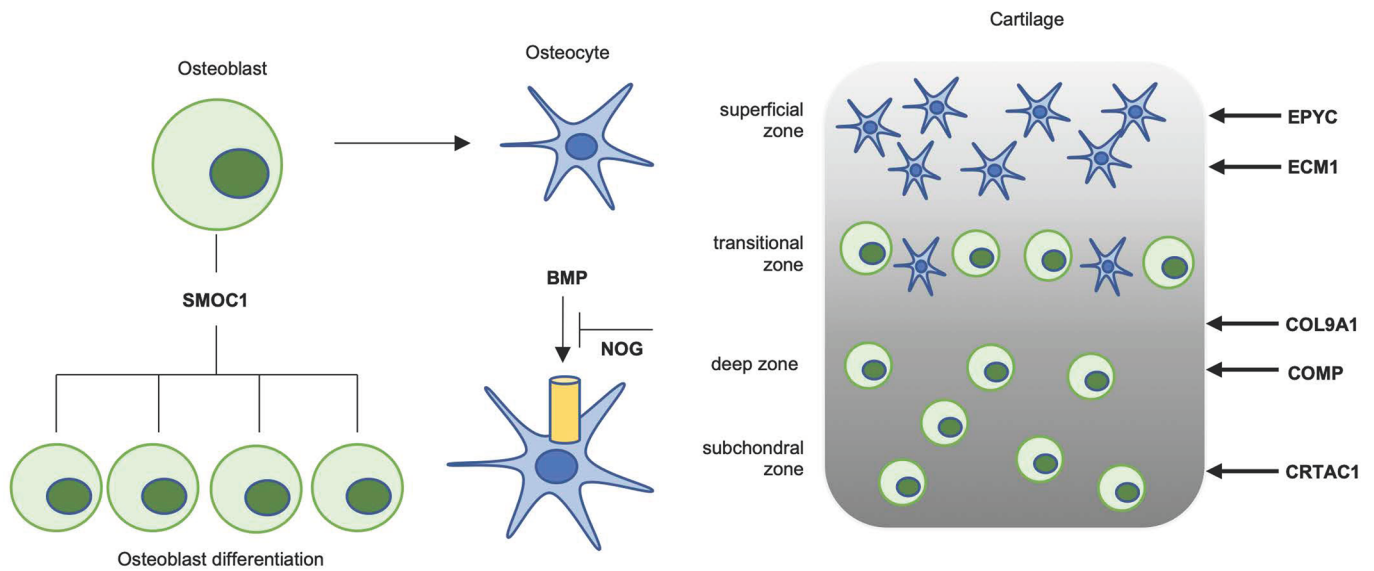 Osteoblast
Osteocyte
SMOC1
BMP
NOG
Osteoblast differentiation
Cartilage
superficial
zone
transitional
zone
deep zone
subchondral
zone
EPYC
ECM1
COL9A1
COMP
CRTAC1